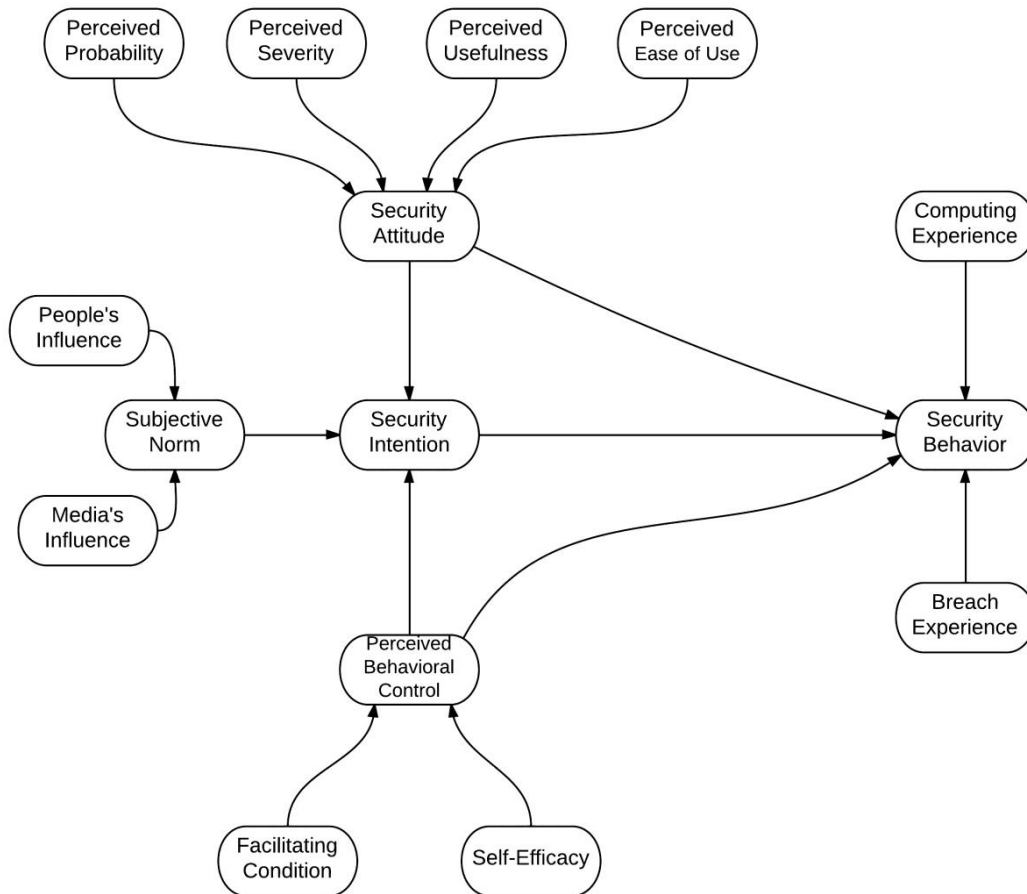 Perceived
Probability
Perceived
Severity
Perceived
Usefulness
Perceived
Ease of Use
Security
Attitude
Computing
Experience
People's
Influence
Subjective
Norm
Security
Intention
Security
Behavior
Media's
Influence
Breach
Experience
Perceived
Behavioral
Control
Facilitating
Condition
Self-Efficacy